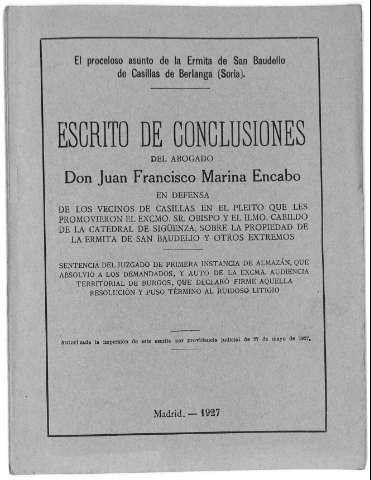 El proceloso asunto de la Ermita de San Baudelio
de Casillas de Berlanga (Soria).
ESCRITO DE CONCLUSIONES
DEL ABOGADO
Don Juan Francisco Marina Encabo
EN DEFENSA
DE LOS VECINOS DE CASILLAS EN EL PLEITO QUE LES
PROMOVIERON EL EXCMO. SR. OBISPO Y EL ILMO. CABILDO
DE LA CATEDRAL DE SIGÜENZA, SOBRE LA PROPIEDAD DE
LA ERMITA DE SAN BAUDELIO Y OTROS EXTREMOS
SENTENCIA DEL JUZGADO DE PRIMERA INSTANCIA DE ALMAZÁN, QUE
ABSOLVIÓ A LOS DEMANDADOS, Y AUTO DE LA EXCMA. AUDIENCIA
TERRITORIAL DE BURGOS, QUE DECLARÓ FIRME AQUELLA
RESOLUCIÓN Y PUSO TÉRMINO AL RUIDOSO LITIGIO
Autorizada la impresión de este escrito por providencia judicial de 27 de mayo de 1927.
Madrid. — 1927